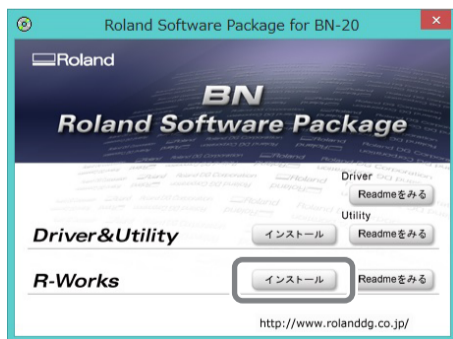 Roland Software Package for BN-20
Roland
BN
Roland Software Package
Driver
Readmeをみる
Utility
Driver&Utility インストール Readmeをみる
R-Works インストール Readmeをみる
http://www.rolanddg.co.jp/